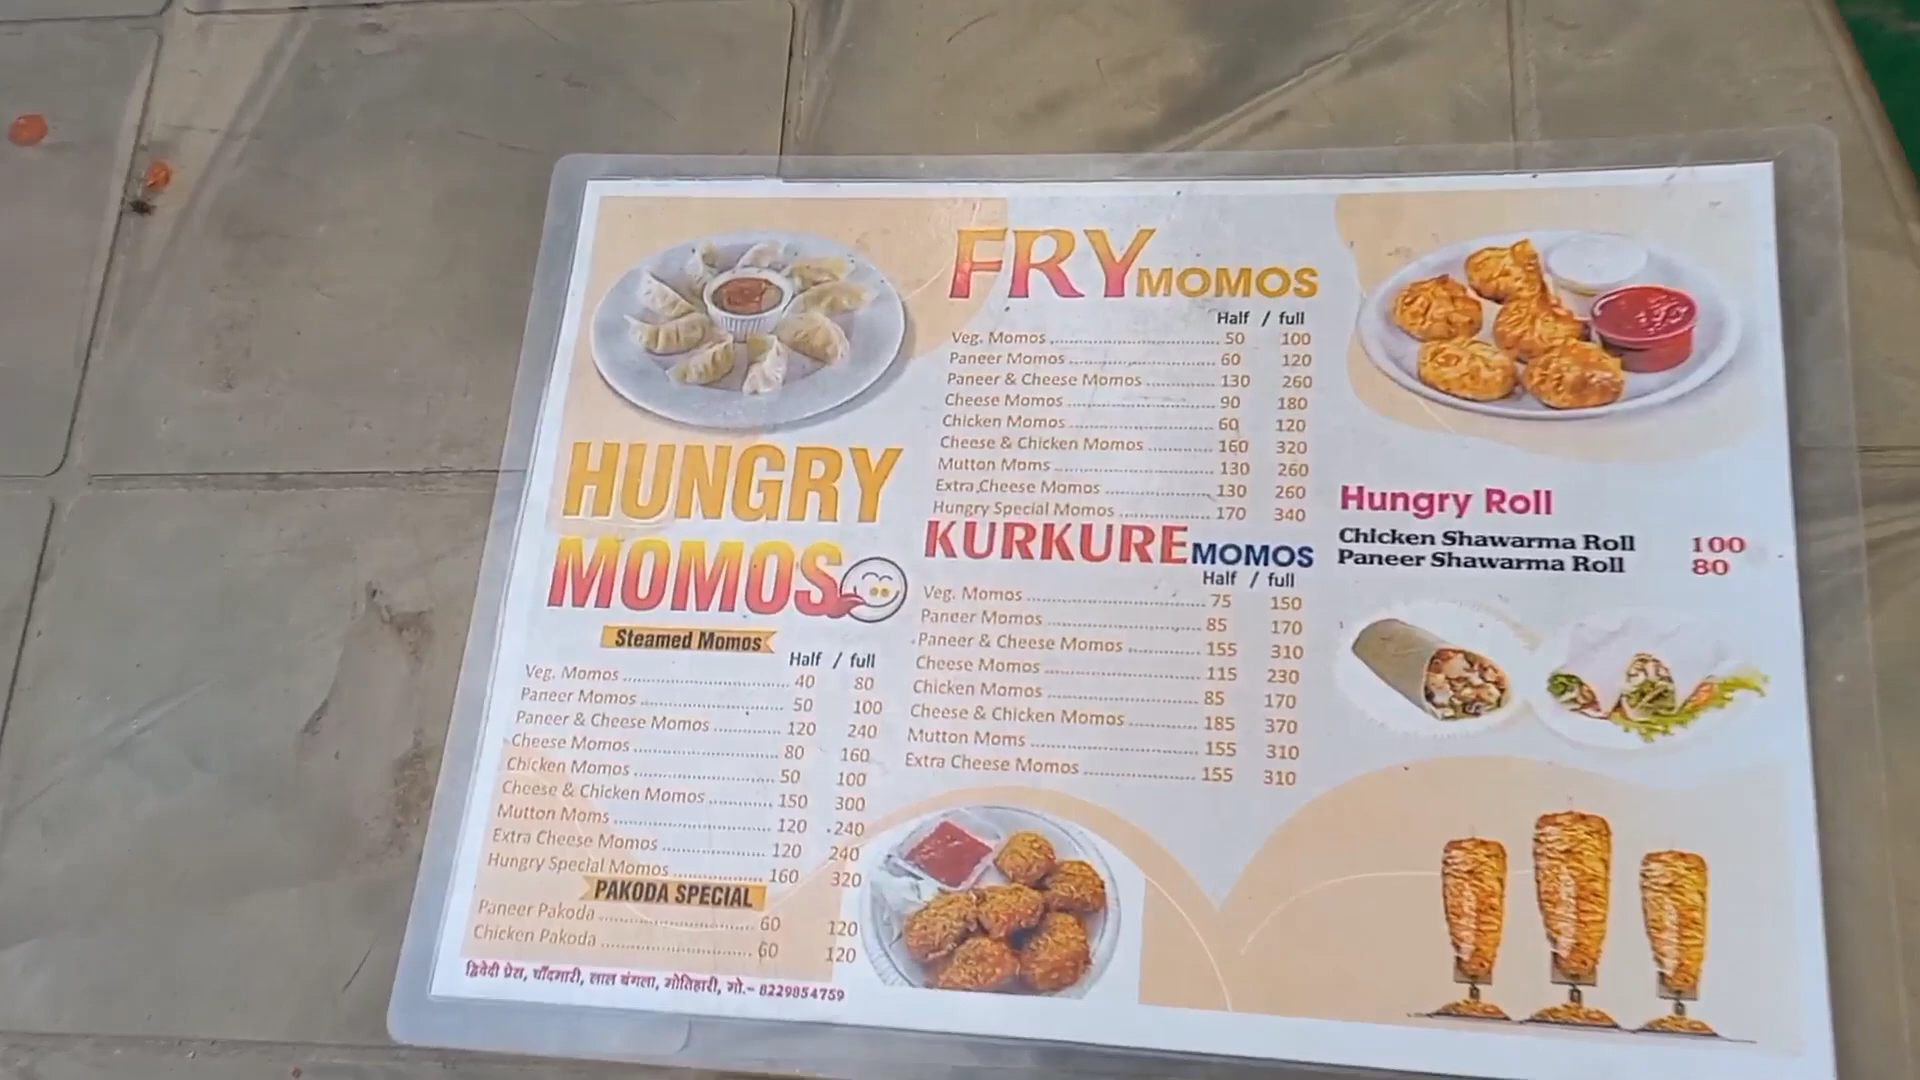 HUNGRY
MOMOS
Steamed Momos
Half / full
Veg. Momos 40 80
Paneer Momos 50 100
Paneer & Cheese Momos 120 240
Cheese Momos 80 160
Chicken Momos 50 100
Cheese & Chicken Momos 150 300
Mutton Moms 120 240
Extra Cheese Momos 120 240
Hungry Special Momos 160 320
PAKODA SPECIAL
Paneer Pakoda 60 120
Chicken Pakoda 60 120
द्विवेदी प्रेस, चाँदमारी, लाल बंगला, मोतिहारी, मो.- 8229854759
FRY MOMOS
Half / full
Veg. Momos 50 100
Paneer Momos 60 120
Paneer & Cheese Momos 130 260
Cheese Momos 90 180
Chicken Momos 60 120
Cheese & Chicken Momos 160 320
Mutton Moms 130 260
Extra Cheese Momos 130 260
Hungry Special Momos 170 340
KURKURE MOMOS
Half / full
Veg. Momos 75 150
Paneer Momos 85 170
Paneer & Cheese Momos 155 310
Cheese Momos 115 230
Chicken Momos 85 170
Cheese & Chicken Momos 185 370
Mutton Moms 155 310
Extra Cheese Momos 155 310
Hungry Roll
Chicken Shawarma Roll 100
Paneer Shawarma Roll 80